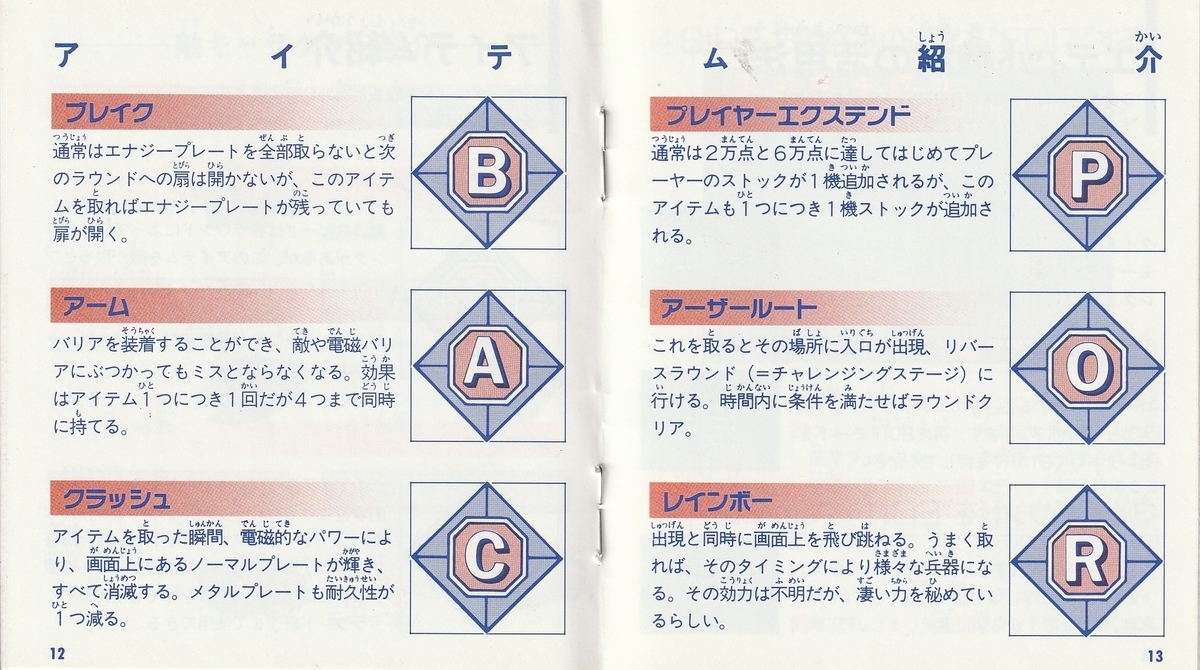 アイテム紹介
ブレイク
通常はエナジープレートを全部取らないと次
のラウンドへの扉は開かないが、このアイテ
ムを取ればエナジープレートが残っていても
扉が開く。
B
アーム
バリアを装着することができ、敵や電磁バリ
アにぶつかってもミスとならなくなる。効果
はアイテム1つにつき1回だが4つまで同時
に持てる。
A
クラッシュ
アイテムを取った瞬間、電磁的なパワーによ
り、画面上にあるノーマルプレートが輝き、
すべて消滅する。メタルプレートも耐久性が
1つ減る。
C
12
プレイヤーエクステンド
通常は2万点と6万点に達してはじめてプレ
ーヤーのストックが1機追加されるが、この
アイテムも1つにつき1機ストックが追加さ
れる。
P
アーザールート
これを取るとその場所に入口が出現、リバー
スラウンド(=チャレンジングステージ)に
行ける。時間内に条件を満たせばラウンドク
リア。
O
レインボー
出現と同時に画面上を飛び跳ねる。うまく取
れば、そのタイミングにより様々な兵器にな
る。その効力は不明だが、凄い力を秘めてい
るらしい。
R
13